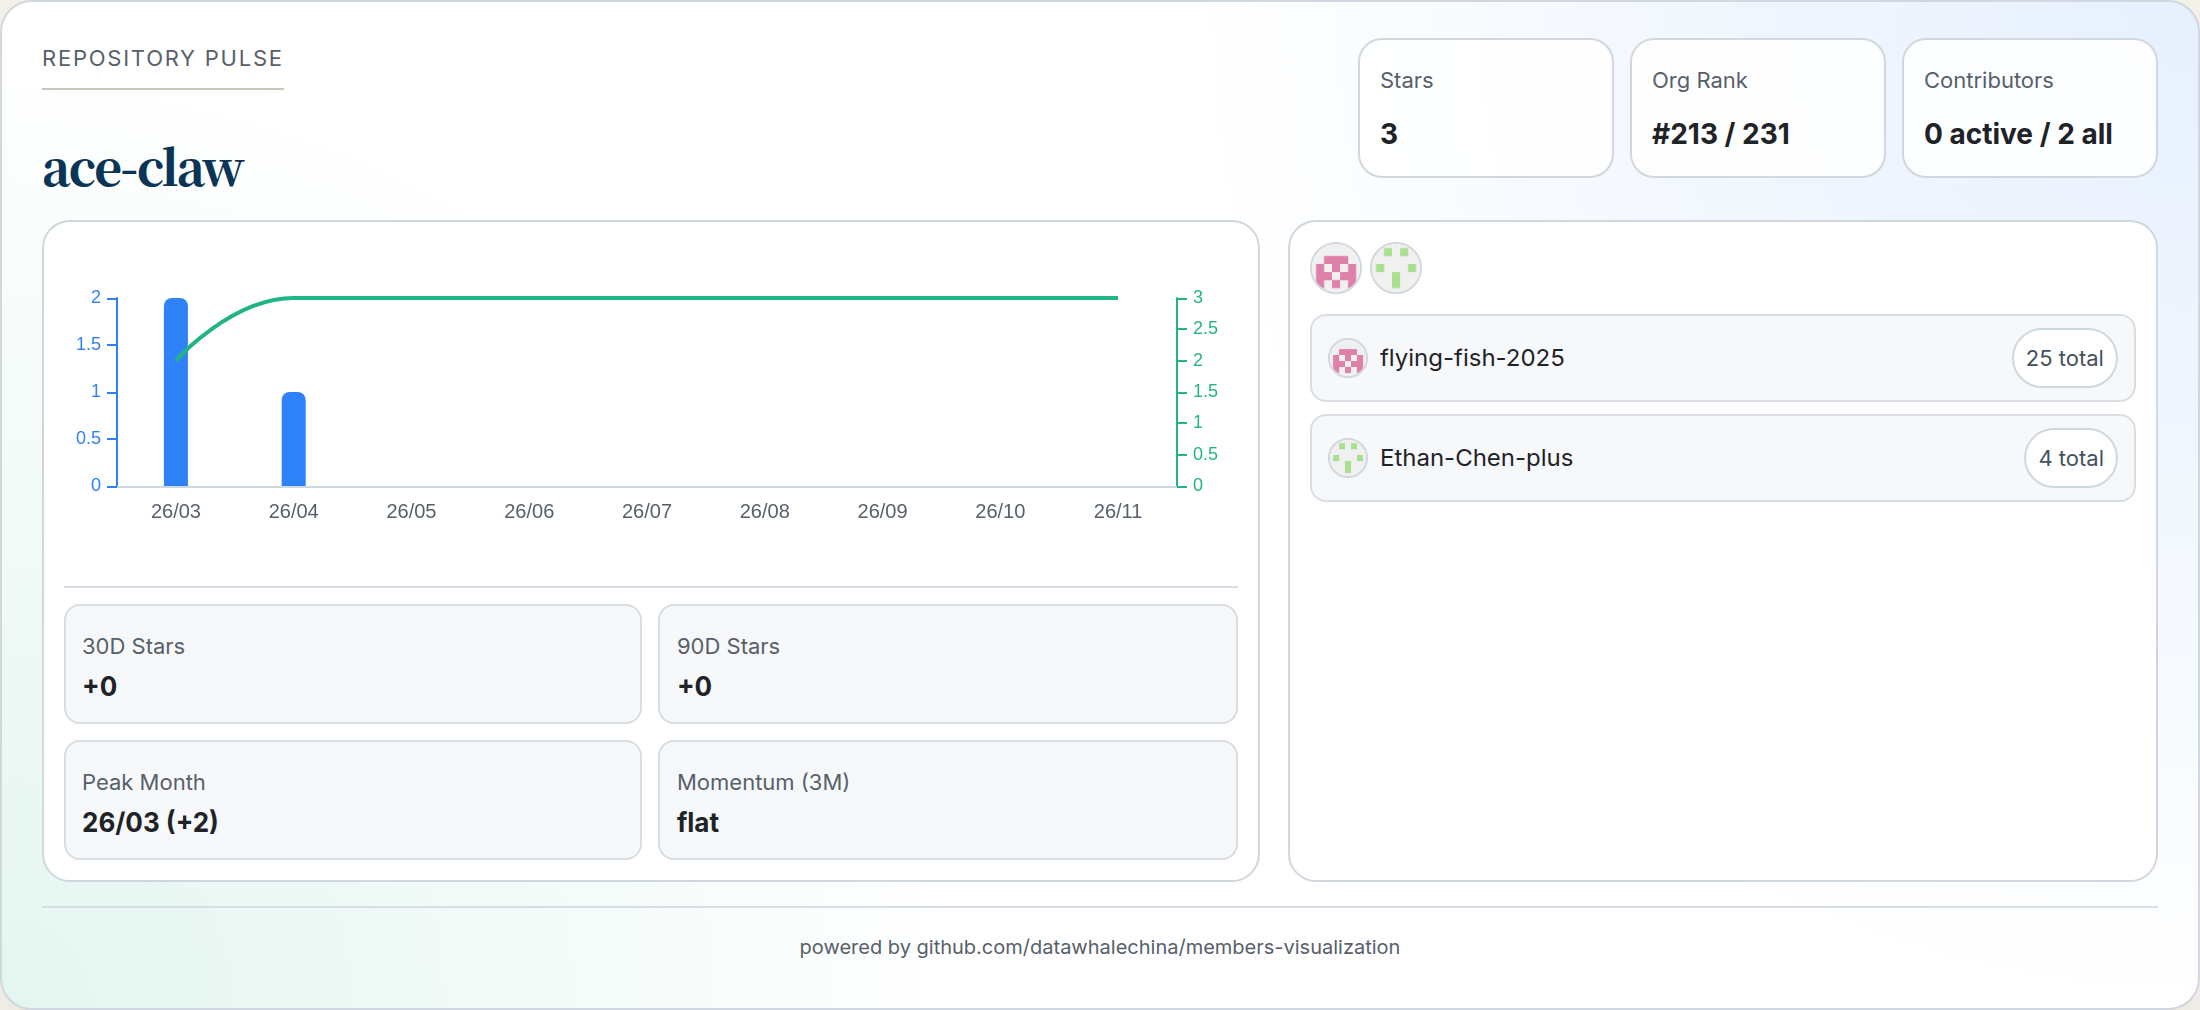 REPOSITORY PULSE
ace-claw
Stars
3
Org Rank
#213 / 231
Contributors
0 active / 2 all
2
1.5
1
0.5
0
3
2.5
2
1.5
1
0.5
0
26/03
26/04
26/05
26/06
26/07
26/08
26/09
26/10
26/11
30D Stars
+0
90D Stars
+0
Peak Month
26/03 (+2)
Momentum (3M)
flat
flying-fish-2025
25 total
Ethan-Chen-plus
4 total
powered by github.com/datawhalechina/members-visualization